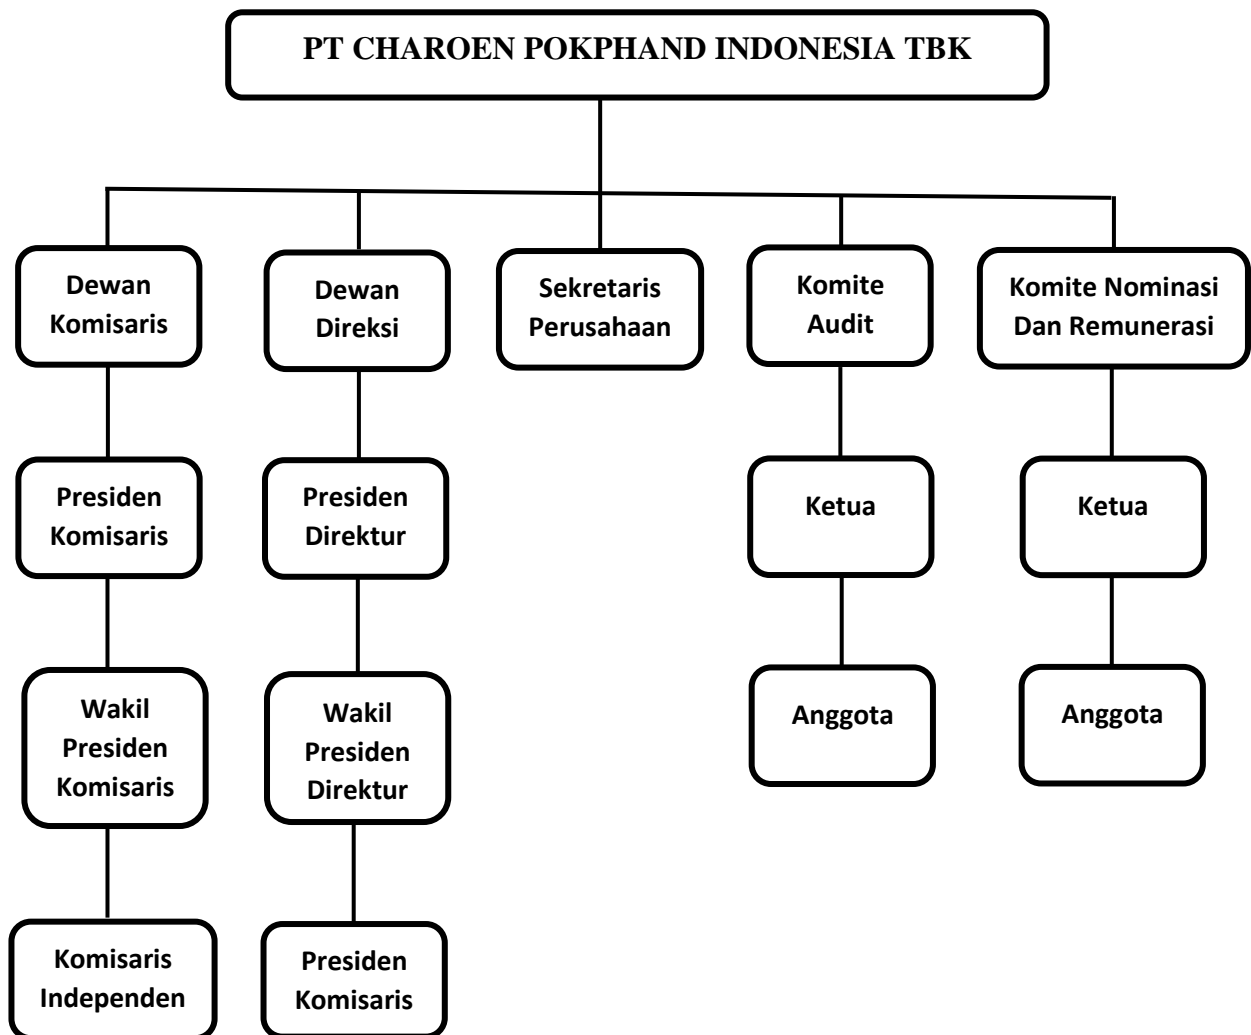 PT CHAROEN POKPHAND INDONESIA TBK
Dewan
Komisaris
Dewan
Direksi
Sekretaris
Perusahaan
Komite
Audit
Komite Nominasi
Dan Remunerasi
Presiden
Komisaris
Presiden
Direktur
Ketua
Ketua
Wakil
Presiden
Komisaris
Wakil
Presiden
Direktur
Anggota
Anggota
Komisaris
Independen
Presiden
Komisaris